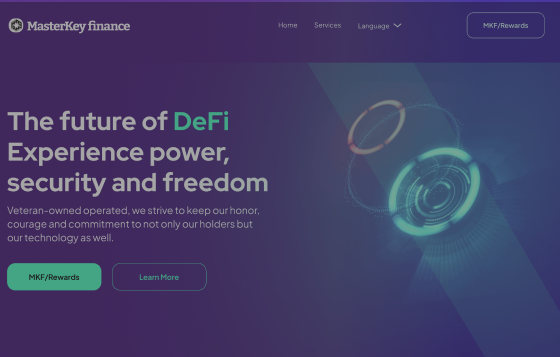 MasterKey finance
Home
Services
Language
MKF/Rewards
The future of DeFi
Experience power,
security and freedom
Veteran-owned operated, we strive to keep our honor,
courage and commitment to not only our holders but
our technology as well.
MKF/Rewards
Learn More